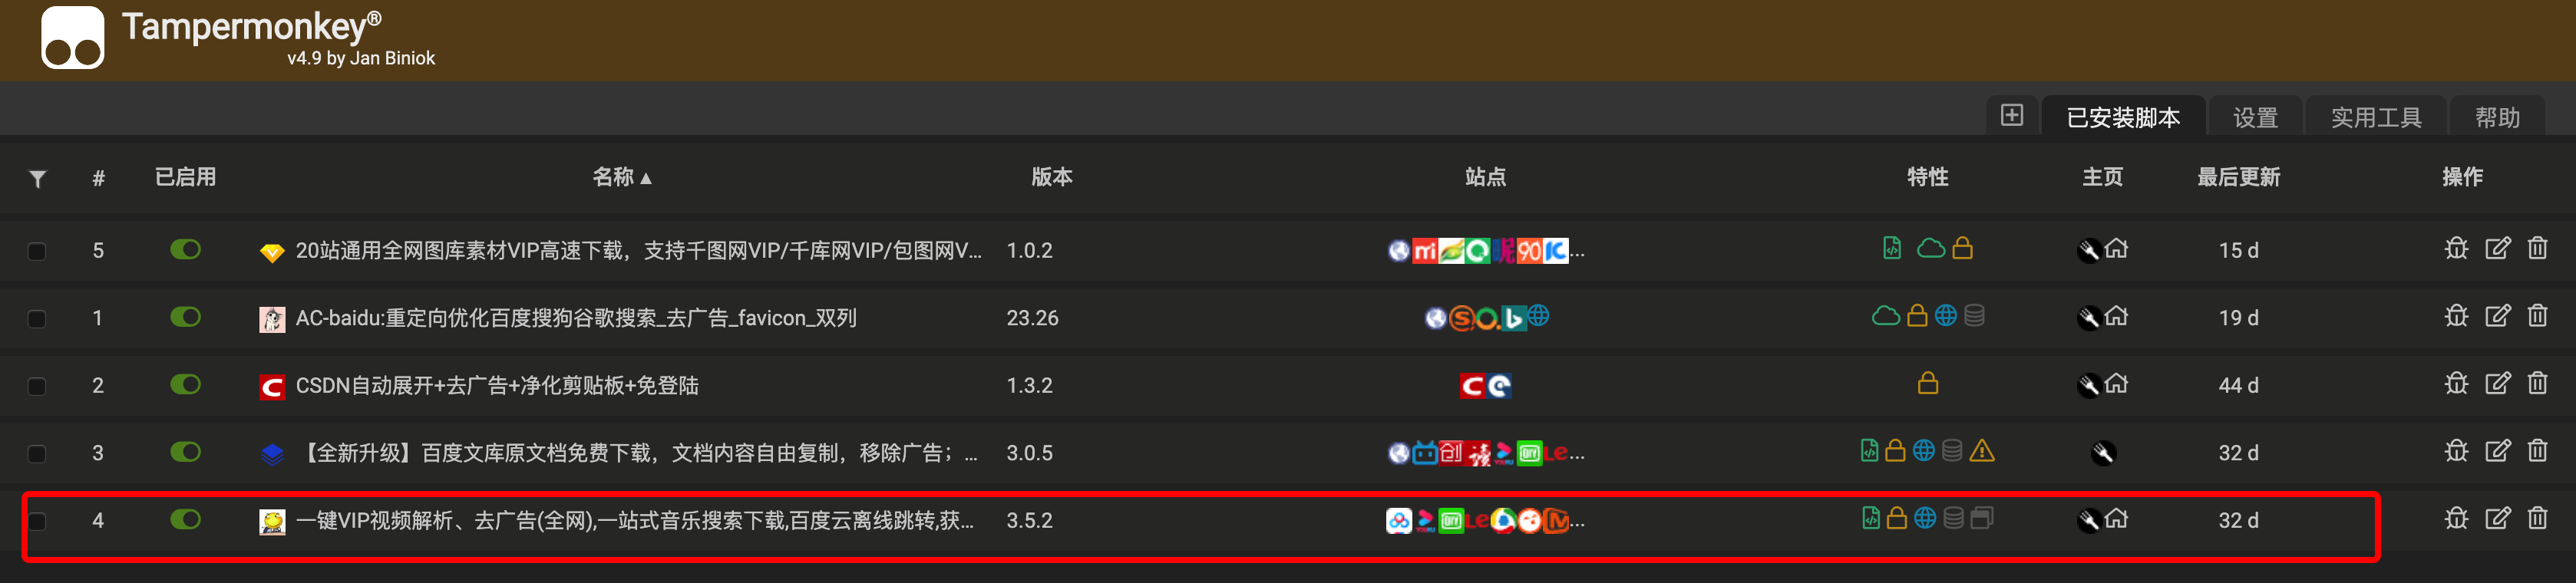 Tampermonkey®
v4.9 by Jan Biniok
已安装脚本 设置 实用工具 帮助
# 已启用 名称▲ 版本 站点 特性 主页 最后更新 操作
5 20站通用全网图库素材VIP高速下载，支持千图网VIP/千库网VIP/包图网V... 1.0.2 ... 15 d
1 AC-baidu:重定向优化百度搜狗谷歌搜索_去广告_favicon_双列 23.26 19 d
2 CSDN自动展开+去广告+净化剪贴板+免登陆 1.3.2 44 d
3 【全新升级】百度文库原文档免费下载，文档内容自由复制，移除广告；... 3.0.5 ... 32 d
4 一键VIP视频解析、去广告(全网),一站式音乐搜索下载,百度云离线跳转,获... 3.5.2 ... 32 d